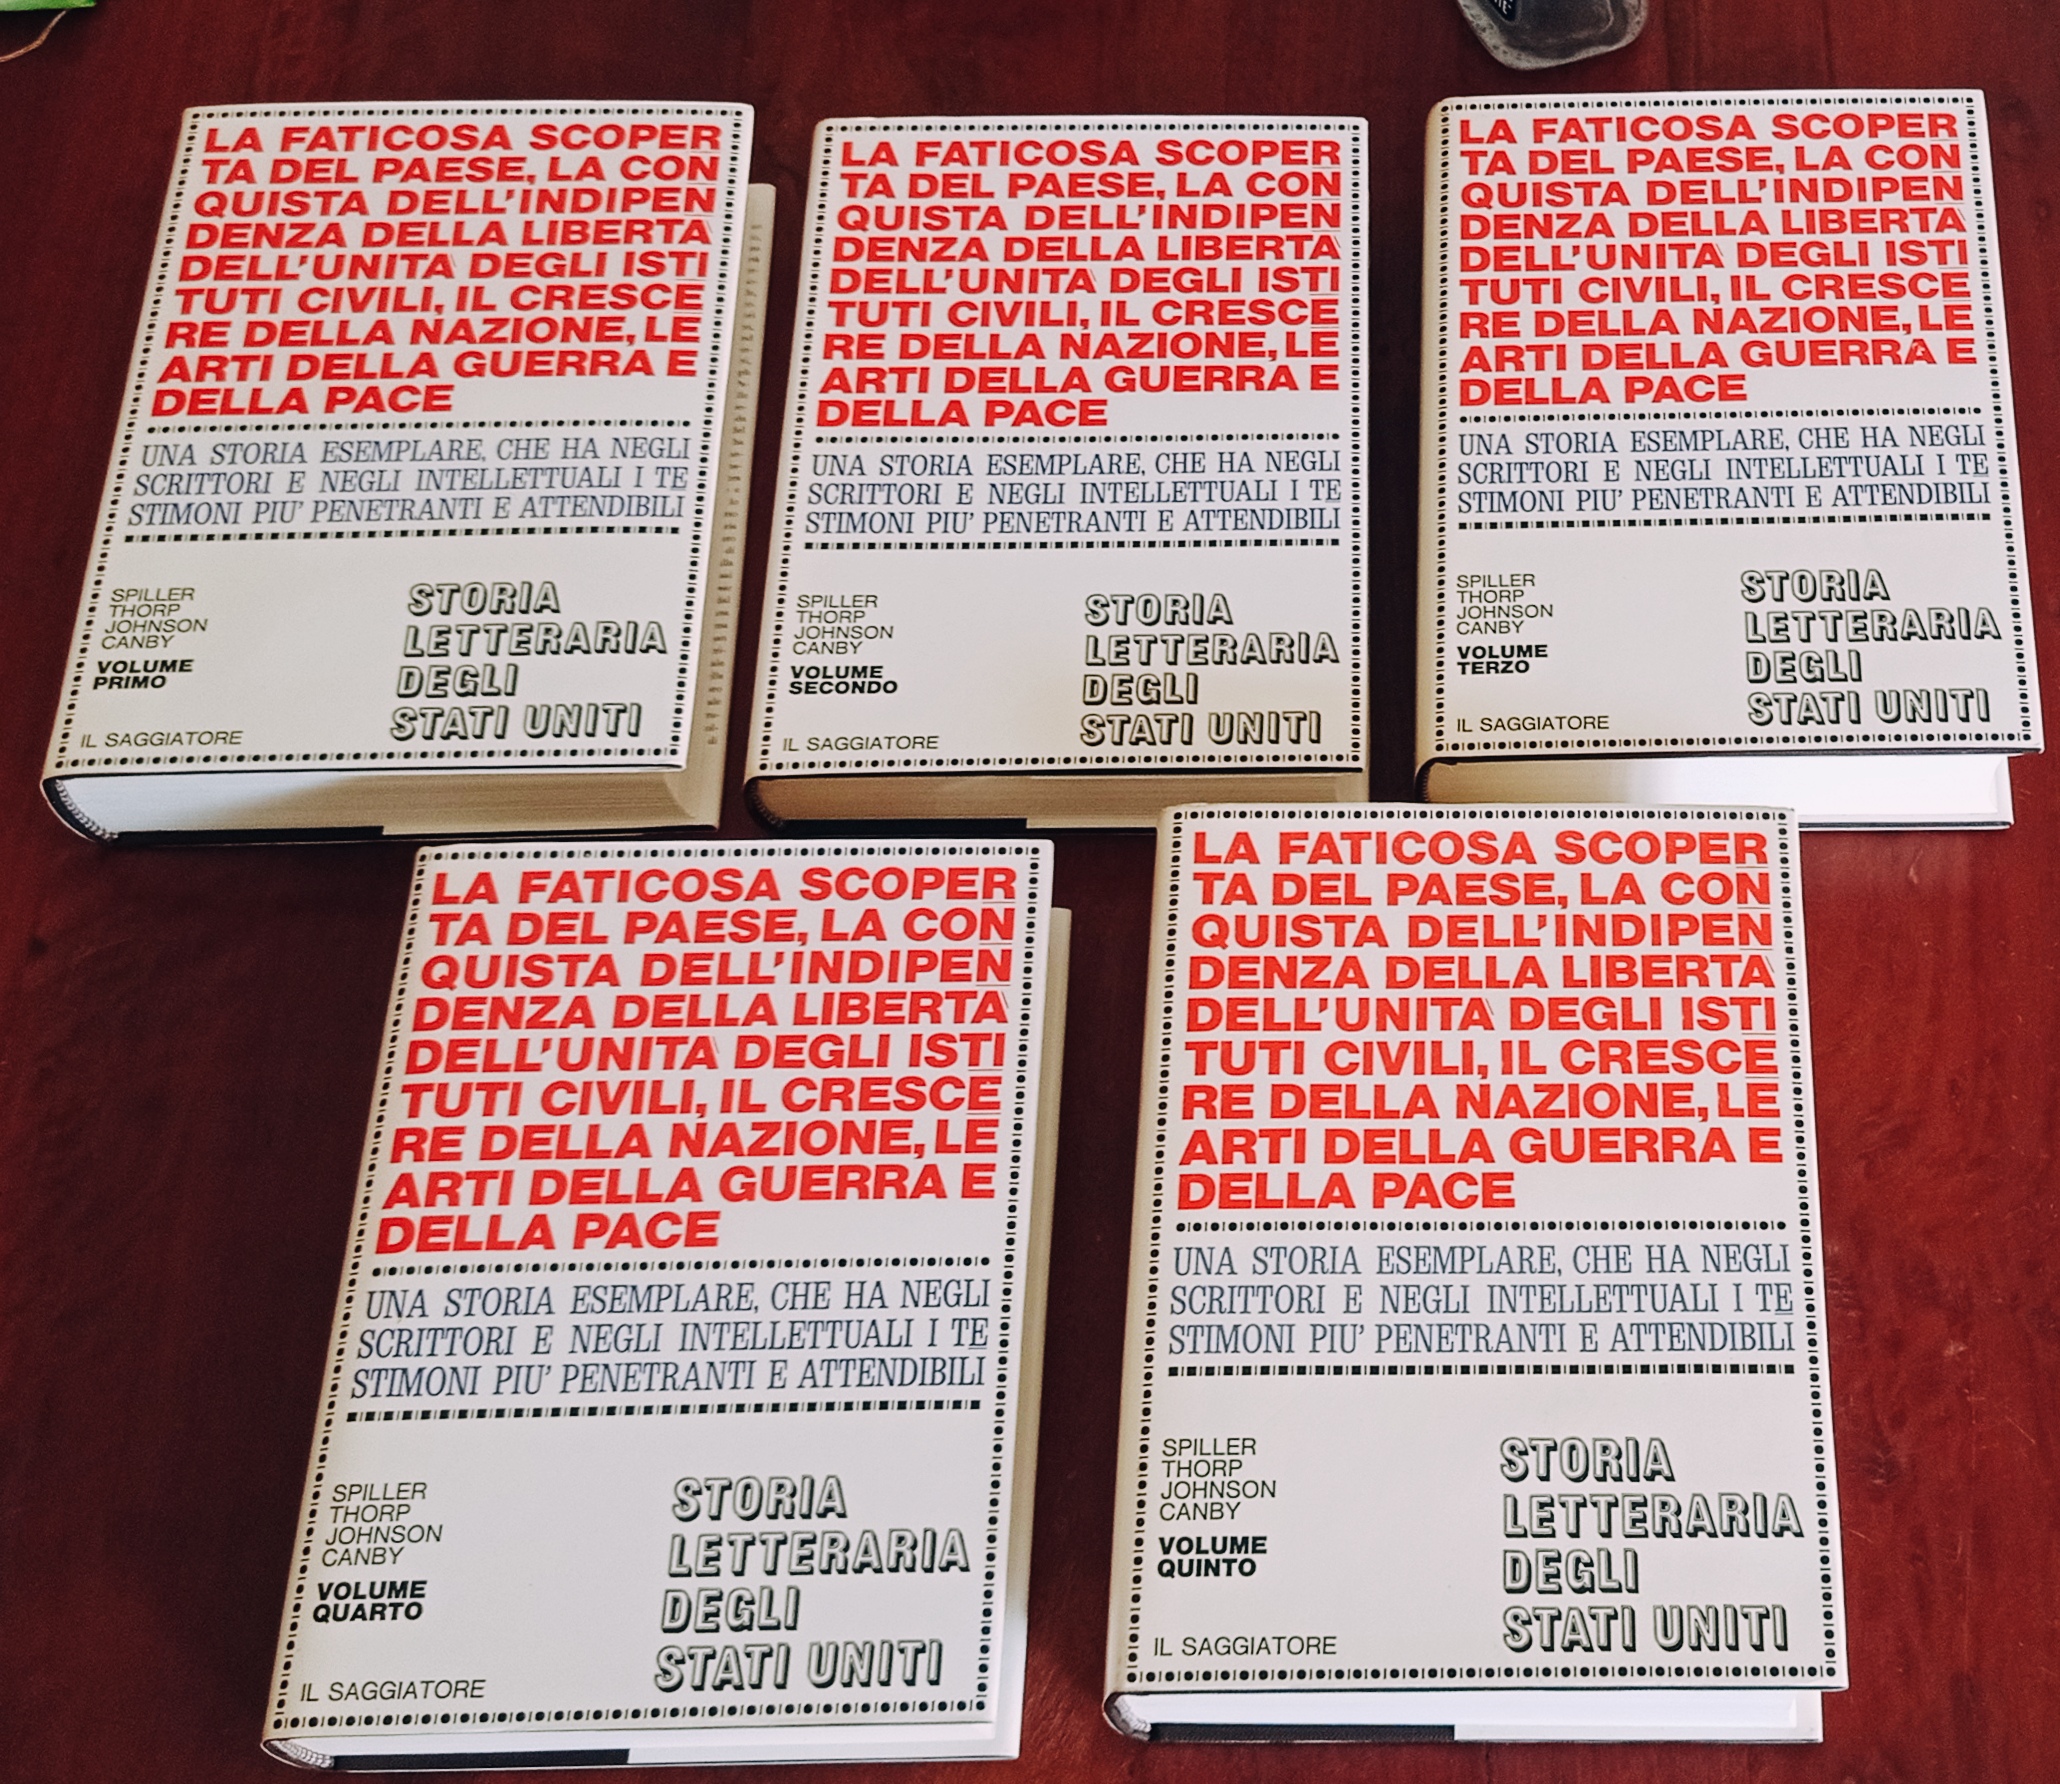 LA FATICOSA SCOPER
TA DEL PAESE, LA CON
QUISTA DELL'INDIPEN
DENZA DELLA LIBERTA\
DELL'UNITA\ DEGLI ISTI
TUTI CIVILI, IL CRESCE
RE DELLA NAZIONE, LE
ARTI DELLA GUERRA E
DELLA PACE
UNA STORIA ESEMPLARE, CHE HA NEGLI
SCRITTORI E NEGLI INTELLETTUALI I TE
STIMONI PIU' PENETRANTI E ATTENDIBILI
SPILLER
THORP
JOHNSON
CANBY
VOLUME
PRIMO
IL SAGGIATORE
STORIA
LETTERARIA
DEGLI
STATI UNITI
LA FATICOSA SCOPER
TA DEL PAESE, LA CON
QUISTA DELL'INDIPEN
DENZA DELLA LIBERTA\
DELL'UNITA\ DEGLI ISTI
TUTI CIVILI, IL CRESCE
RE DELLA NAZIONE, LE
ARTI DELLA GUERRA E
DELLA PACE
UNA STORIA ESEMPLARE, CHE HA NEGLI
SCRITTORI E NEGLI INTELLETTUALI I TE
STIMONI PIU' PENETRANTI E ATTENDIBILI
SPILLER
THORP
JOHNSON
CANBY
VOLUME
SECONDO
IL SAGGIATORE
STORIA
LETTERARIA
DEGLI
STATI UNITI
LA FATICOSA SCOPER
TA DEL PAESE, LA CON
QUISTA DELL'INDIPEN
DENZA DELLA LIBERTA\
DELL'UNITA\ DEGLI ISTI
TUTI CIVILI, IL CRESCE
RE DELLA NAZIONE, LE
ARTI DELLA GUERRA E
DELLA PACE
UNA STORIA ESEMPLARE, CHE HA NEGLI
SCRITTORI E NEGLI INTELLETTUALI I TE
STIMONI PIU' PENETRANTI E ATTENDIBILI
SPILLER
THORP
JOHNSON
CANBY
VOLUME
TERZO
IL SAGGIATORE
STORIA
LETTERARIA
DEGLI
STATI UNITI
LA FATICOSA SCOPER
TA DEL PAESE, LA CON
QUISTA DELL'INDIPEN
DENZA DELLA LIBERTA\
DELL'UNITA\ DEGLI ISTI
TUTI CIVILI, IL CRESCE
RE DELLA NAZIONE, LE
ARTI DELLA GUERRA E
DELLA PACE
UNA STORIA ESEMPLARE, CHE HA NEGLI
SCRITTORI E NEGLI INTELLETTUALI I TE
STIMONI PIU' PENETRANTI E ATTENDIBILI
SPILLER
THORP
JOHNSON
CANBY
VOLUME
QUARTO
IL SAGGIATORE
STORIA
LETTERARIA
DEGLI
STATI UNITI
LA FATICOSA SCOPER
TA DEL PAESE, LA CON
QUISTA DELL'INDIPEN
DENZA DELLA LIBERTA\
DELL'UNITA\ DEGLI ISTI
TUTI CIVILI, IL CRESCE
RE DELLA NAZIONE, LE
ARTI DELLA GUERRA E
DELLA PACE
UNA STORIA ESEMPLARE, CHE HA NEGLI
SCRITTORI E NEGLI INTELLETTUALI I TE
STIMONI PIU' PENETRANTI E ATTENDIBILI
SPILLER
THORP
JOHNSON
CANBY
VOLUME
QUINTO
IL SAGGIATORE
STORIA
LETTERARIA
DEGLI
STATI UNITI